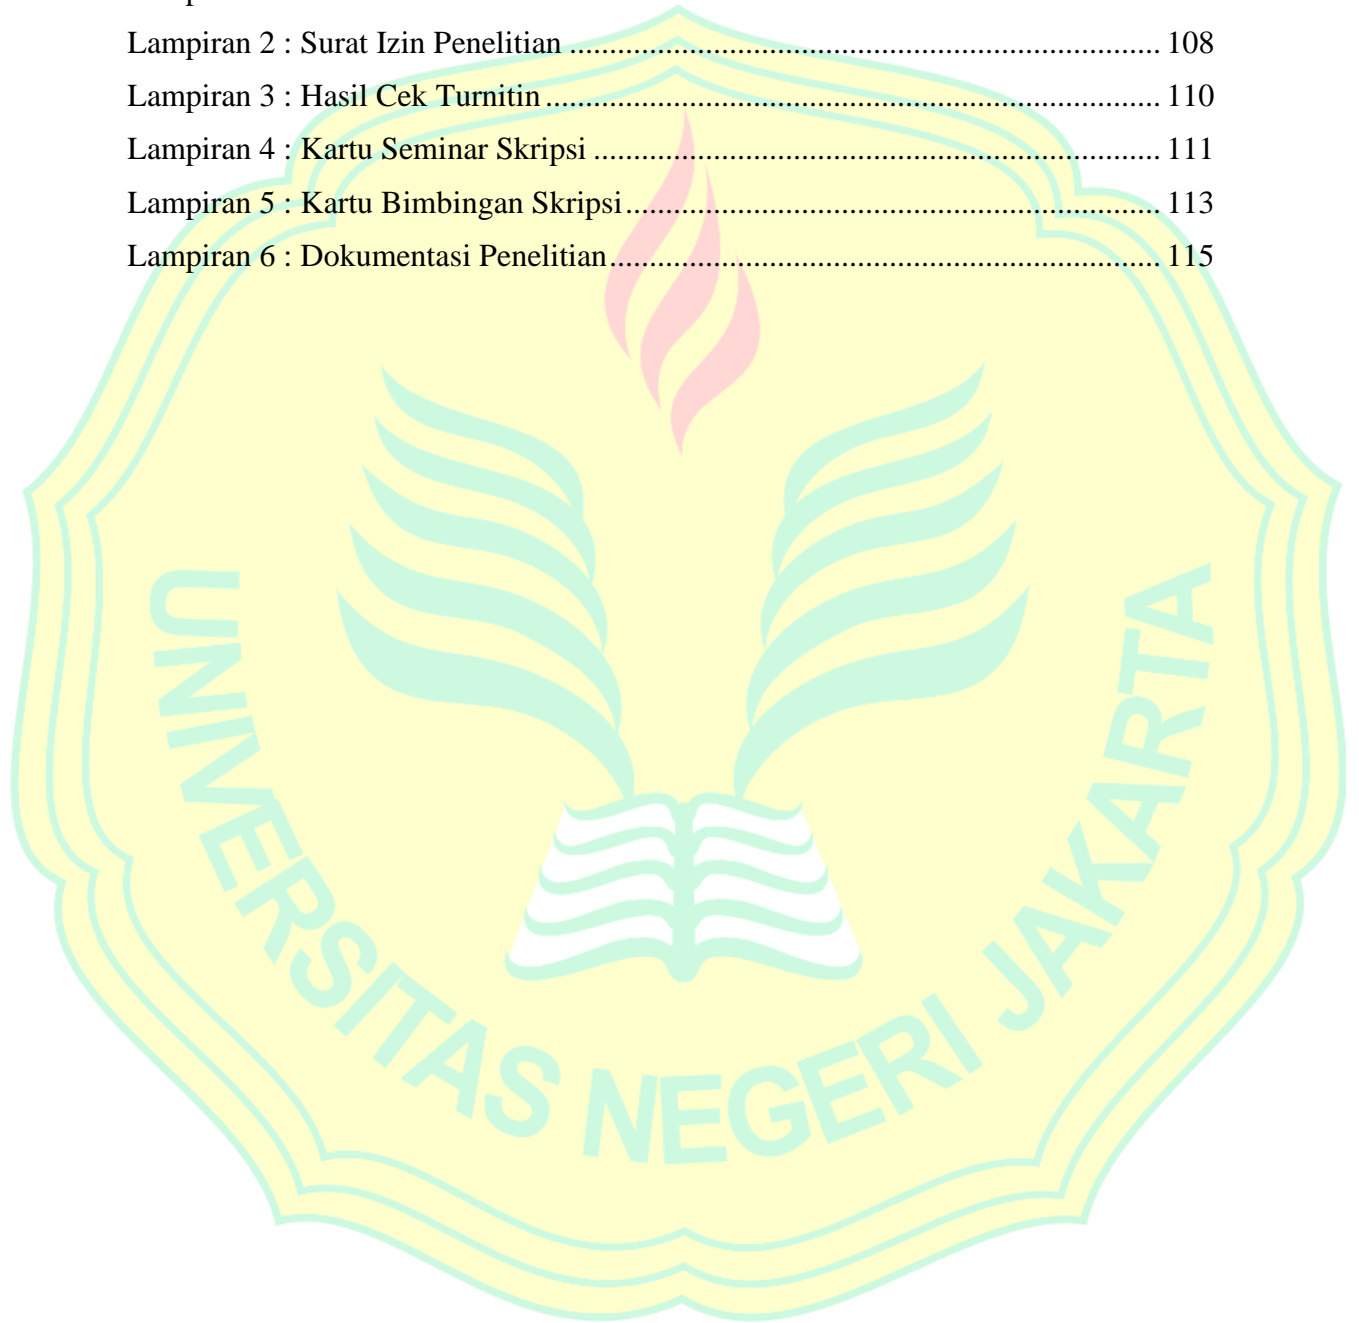 Lampiran 2 : Surat Izin Penelitian ........................................................................ 108
Lampiran 3 : Hasil Cek Turnitin ........................................................................... 110
Lampiran 4 : Kartu Seminar Skripsi ..................................................................... 111
Lampiran 5 : Kartu Bimbingan Skripsi................................................................. 113
Lampiran 6 : Dokumentasi Penelitian................................................................... 115
UNIVERSITAS NEGERI JAKARTA